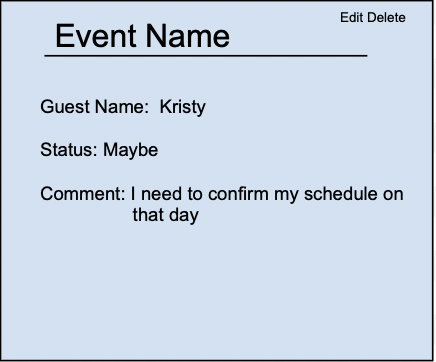 Edit Delete
Event Name
Guest Name: Kristy
Status: Maybe
Comment: I need to confirm my schedule on
that day